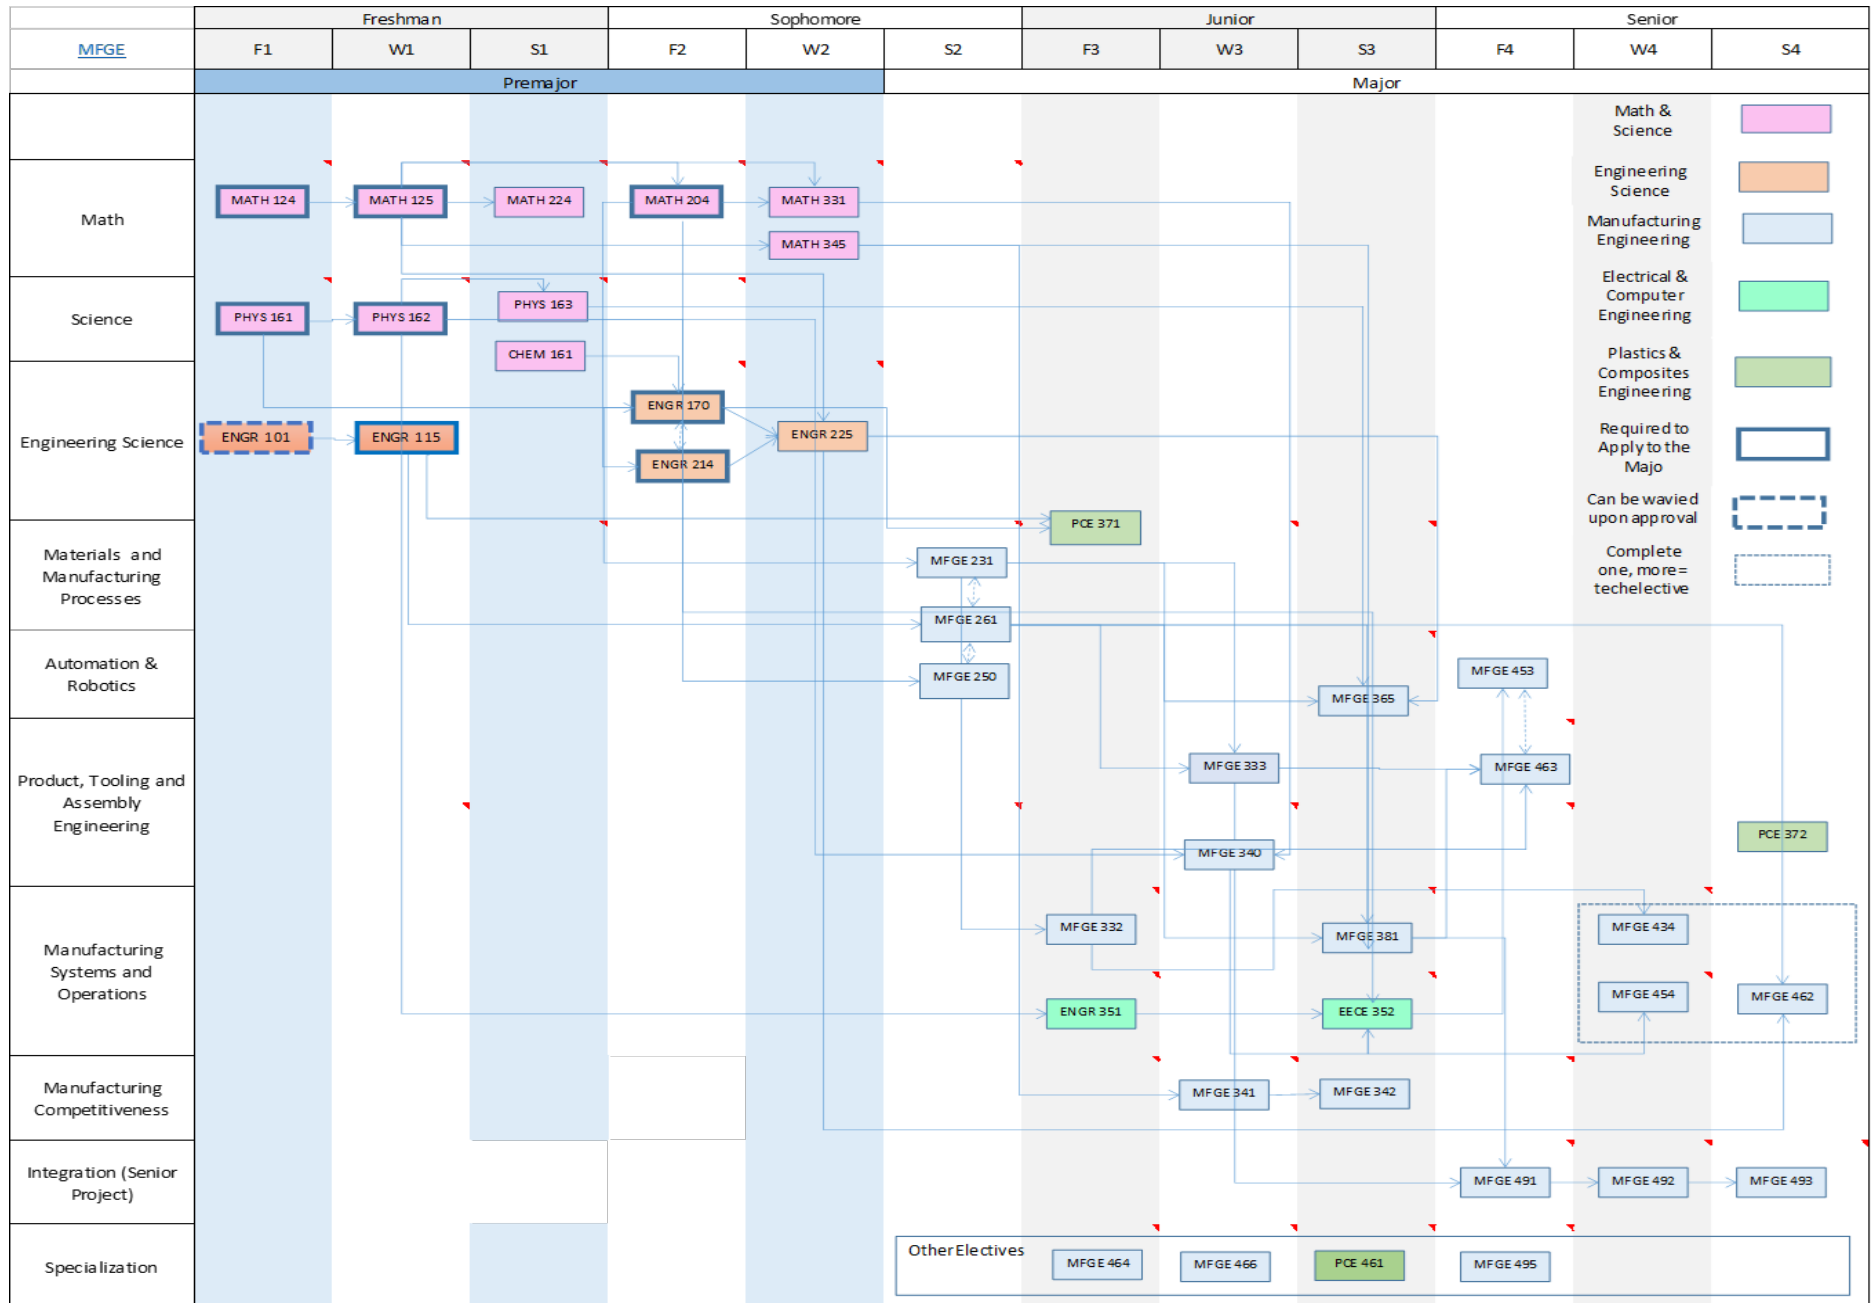 Freshman Sophomore Junior Senior
MFGE F1 W1 S1 F2 W2 S2 F3 W3 S3 F4 W4 S4
Premajor Major
Math &
Science
Engineering
Science
Manufacturing
Engineering
Electrical &
Computer
Engineering
Plastics &
Composites
Engineering
Required to
Apply to the
Majo
Can be wavied
upon approval
Complete
one, more=
techelective
Math
MATH 124 MATH 125 MATH 224 MATH 204 MATH 331
MATH 345
Science
PHYS 161 PHYS 162 PHYS 163
CHEM 161
Engineering Science
ENGR 170
ENGR 101 ENGR 115 ENGR 225
ENGR 214
PCE 371
Materials and
Manufacturing
Processes
MFGE 231
MFGE 261
Automation &
Robotics
MFGE 250 MFGE 365 MFGE 453
Product, Tooling and
Assembly
Engineering
MFGE 333 MFGE 463
MFGE 340 PCE 372
Manufacturing
Systems and
Operations
MFGE 332 MFGE 381 MFGE 434
MFGE 454 MFGE 462
ENGR 351 EECE 352
Manufacturing
Competitiveness
MFGE 341 MFGE 342
Integration (Senior
Project)
MFGE 491 MFGE 492 MFGE 493
Specialization
Other Electives
MFGE 464 MFGE 466 PCE 461 MFGE 495